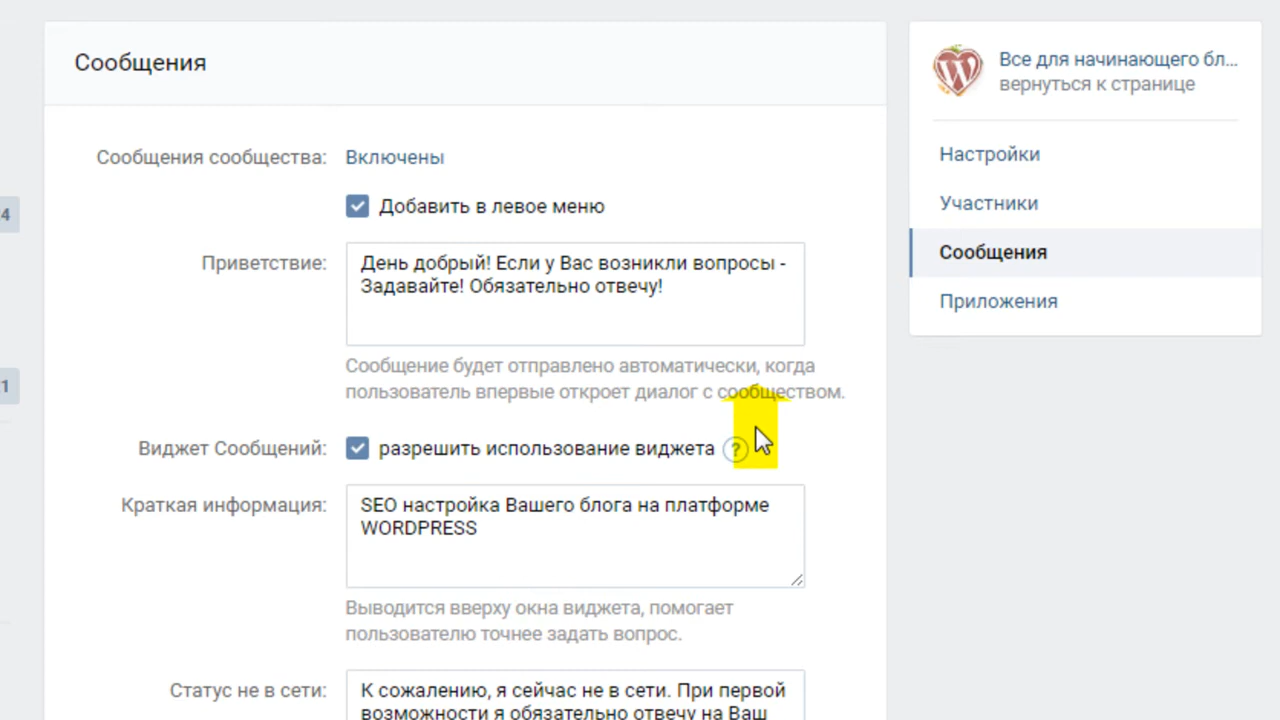 Сообщения
Все для начинающего бл...
вернуться к странице
Настройки
Участники
Сообщения
Приложения
Сообщения сообщества: Включены
Добавить в левое меню
4
Приветствие: День добрый! Если у Вас возникли вопросы -
Задавайте! Обязательно отвечу!
Сообщение будет отправлено автоматически, когда
1
пользователь впервые откроет диалог с сообществом.
Виджет Сообщений: разрешить использование виджета ?
Краткая информация: SEO настройка Вашего блога на платформе
WORDPRESS
Выводится вверху окна виджета, помогает
пользователю точнее задать вопрос.
Статус не в сети: К сожалению, я сейчас не в сети. При первой
возможности я обязательно отвечу на Ваш